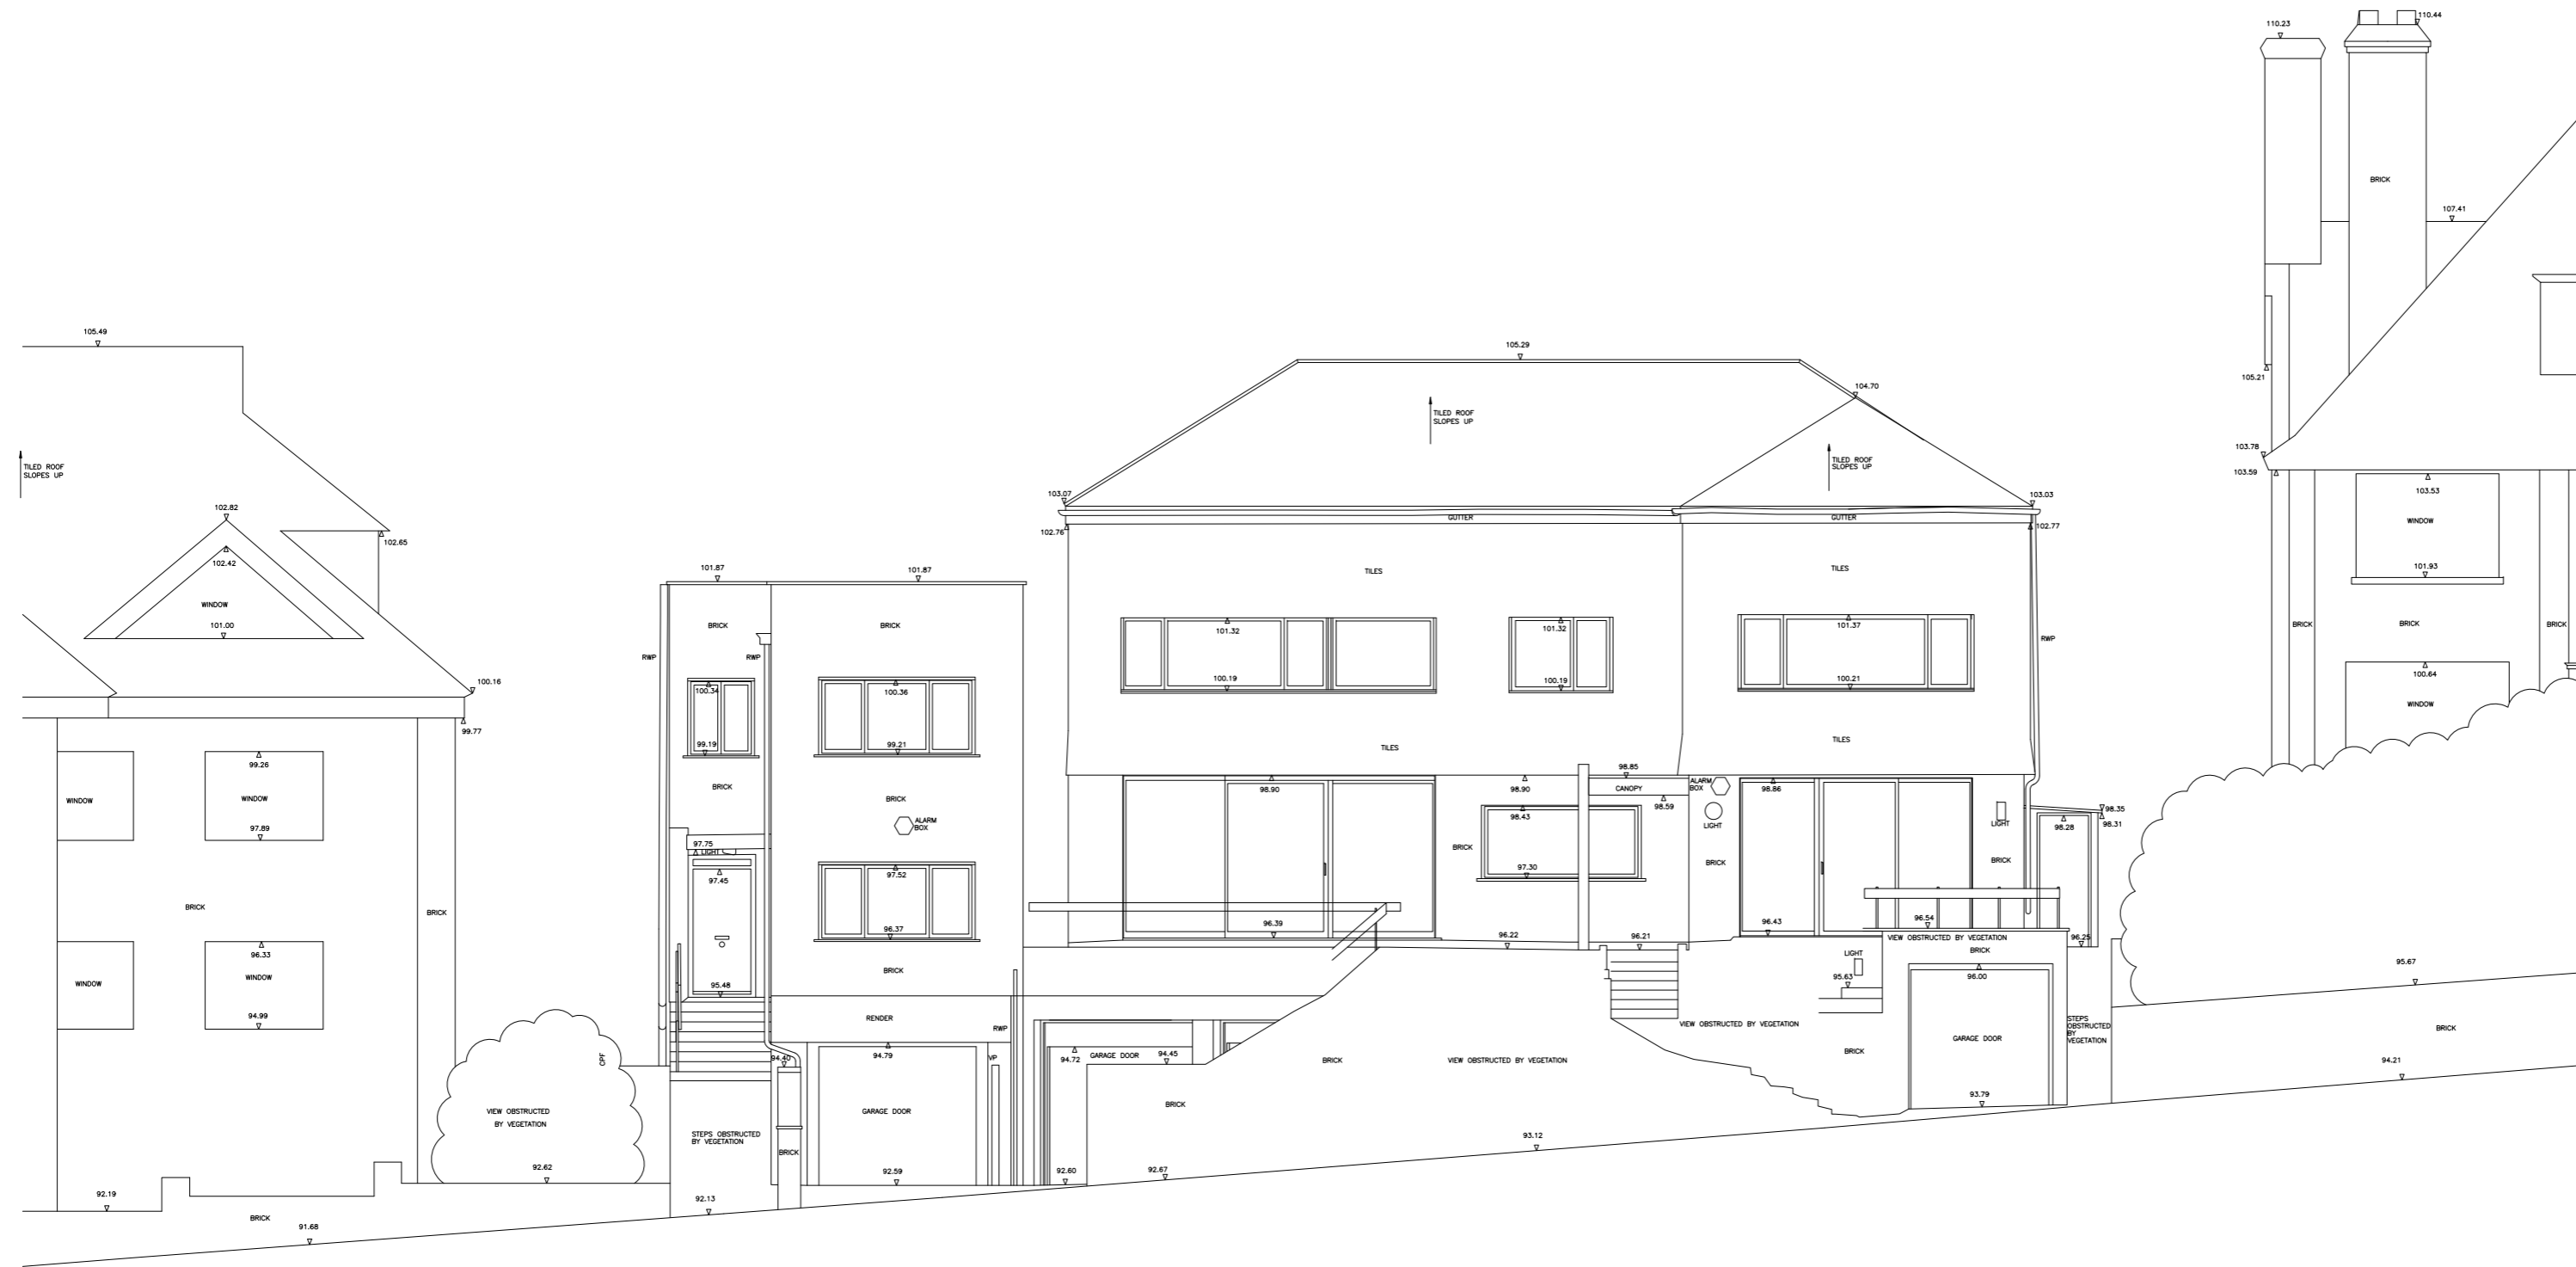 105.49
TILED ROOF
SLOPES UP
102.82
102.42
102.65
WINDOW
101.00
100.16
99.77
WINDOW
99.26
WINDOW
97.89
BRICK
BRICK
96.33
WINDOW
WINDOW
94.99
VIEW OBSTRUCTED
BY VEGETATION
CPF
92.62
92.19
BRICK
91.68
101.87
101.87
BRICK
BRICK
RWP
RWP
100.34
100.36
99.19
99.21
BRICK
BRICK
ALARM
BOX
97.75
LIGHT
97.45
97.52
96.37
95.48
BRICK
RENDER
RWP
94.40
94.79
VP
GARAGE DOOR
STEPS OBSTRUCTED
BY VEGETATION
BRICK
92.59
92.13
94.72
GARAGE DOOR
94.45
BRICK
92.60
92.67
105.29
104.70
TILED ROOF
SLOPES UP
TILED ROOF
SLOPES UP
103.07
103.03
GUTTER
GUTTER
102.76
102.77
TILES
TILES
101.32
101.32
101.37
RWP
100.19
100.19
100.21
TILES
TILES
98.90
98.90
98.85
CANOPY
98.59
ALARM
BOX
98.86
98.43
LIGHT
LIGHT
98.35
98.31
98.28
BRICK
BRICK
BRICK
97.30
96.39
96.22
96.21
96.43
96.54
VIEW OBSTRUCTED BY VEGETATION
96.25
BRICK
LIGHT
95.63
96.00
VIEW OBSTRUCTED BY VEGETATION
GARAGE DOOR
STEPS
OBSTRUCTED
BY
VEGETATION
BRICK
VIEW OBSTRUCTED BY VEGETATION
BRICK
93.79
93.12
110.23
110.44
BRICK
107.41
105.21
103.78
103.59
103.53
WINDOW
101.93
BRICK
BRICK
BRICK
100.64
WINDOW
95.67
BRICK
94.21